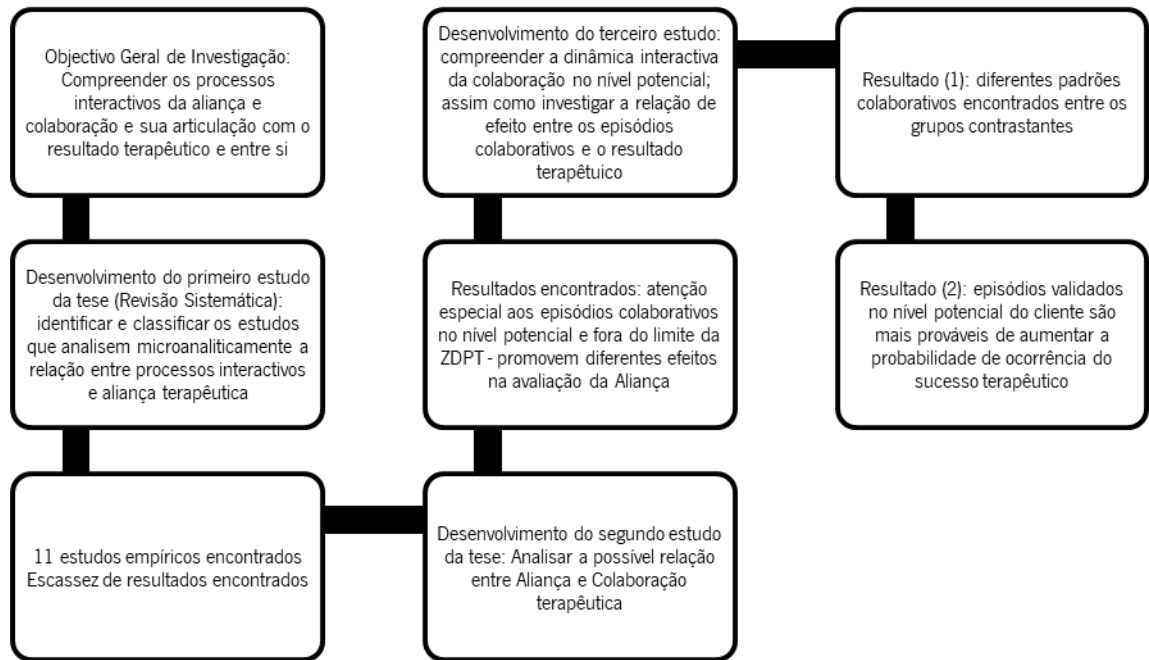 Objectivo Geral de Investigação:
Compreender os processos
interactivos da aliança e
colaboração e sua articulação com o
resultado terapêutico e entre si
Desenvolvimento do primeiro estudo
da tese (Revisão Sistemática):
identificar e classificar os estudos
que analisem microanaliticamente a
relação entre processos interactivos
e aliança terapêutica
11 estudos empíricos encontrados
Escassez de resultados encontrados
Desenvolvimento do segundo estudo
da tese: Analisar a possível relação
entre Aliança e Colaboração
terapêutica
Resultados encontrados: atenção
especial aos episódios colaborativos
no nível potencial e fora do limite da
ZDPT - promovem diferentes efeitos
na avaliação da Aliança
Desenvolvimento do terceiro estudo:
compreender a dinâmica interactiva
da colaboração no nível potencial;
assim como investigar a relação de
efeito entre os episódios
colaborativos e o resultado
terapêtuico
Resultado (1): diferentes padrões
colaborativos encontrados entre os
grupos contrastantes
Resultado (2): episódios validados
no nível potencial do cliente são
mais prováveis de aumentar a
probabilidade de ocorrência do
sucesso terapêutico